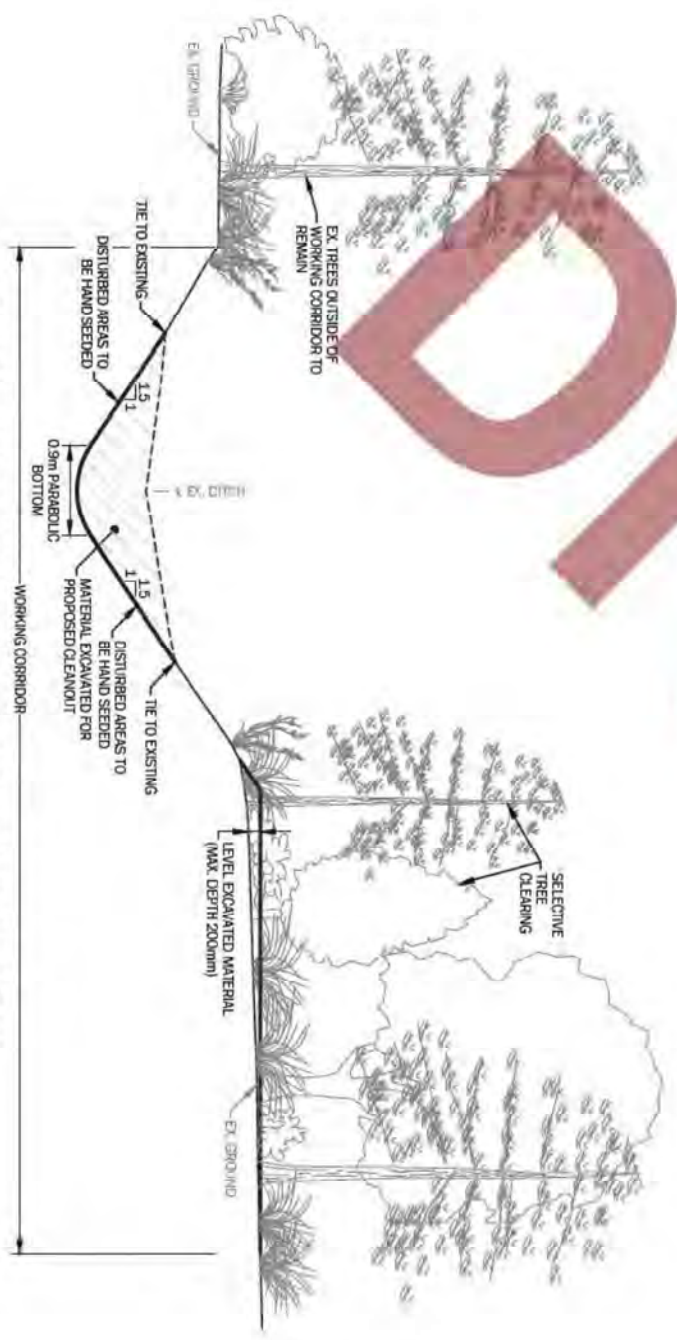 EX. GROUND
EX. TREES OUTSIDE OF
WORKING CORRIDOR TO
REMAIN
TIE TO EXISTING
DISTURBED AREAS TO
BE HAND SEEDED
1.5
1
0.9m PARABOLIC
BOTTOM
EX. DITCH
1.5
1
MATERIAL EXCAVATED FOR
PROPOSED CLEANOUT
DISTURBED AREAS TO
BE HAND SEEDED
TIE TO EXISTING
SELECTIVE
TREE
CLEARING
LEVEL EXCAVATED MATERIAL
(MAX. DEPTH 200mm)
EX. GROUND
WORKING CORRIDOR